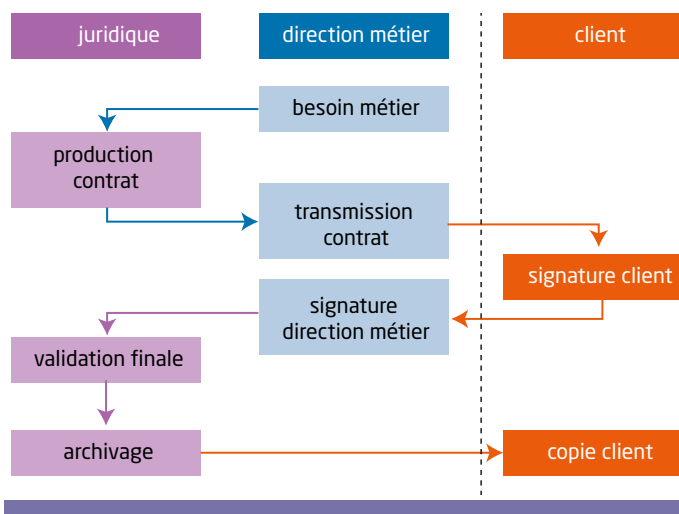 juridique
direction métier
client
besoin métier
production
contrat
transmission
contrat
signature client
signature
direction métier
validation finale
archivage
copie client